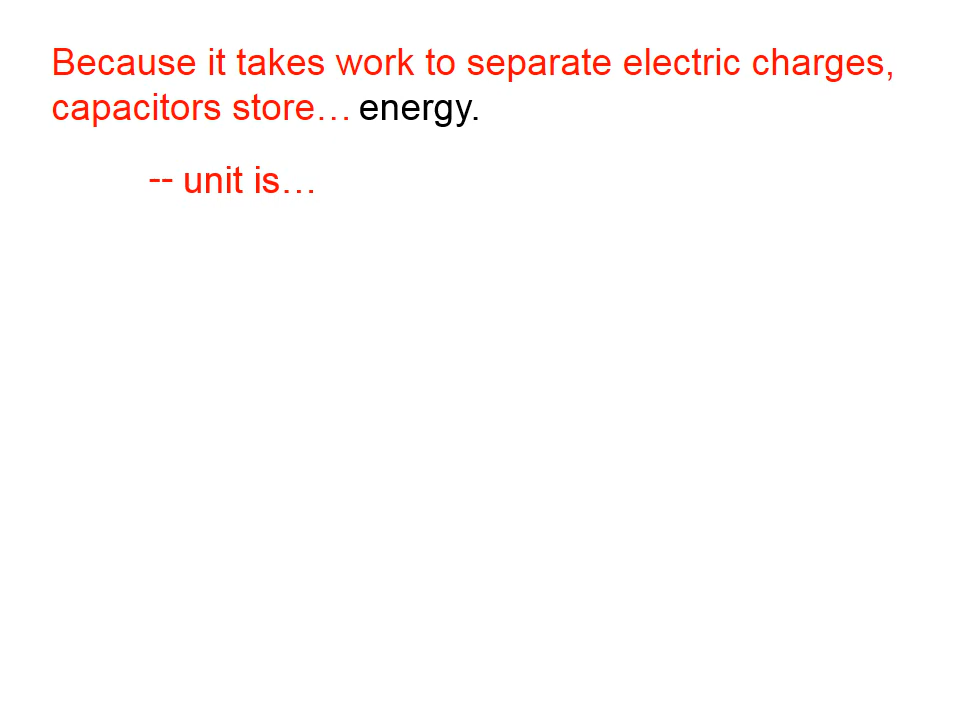 Because it takes work to separate electric charges,
capacitors store… energy.
-- unit is…